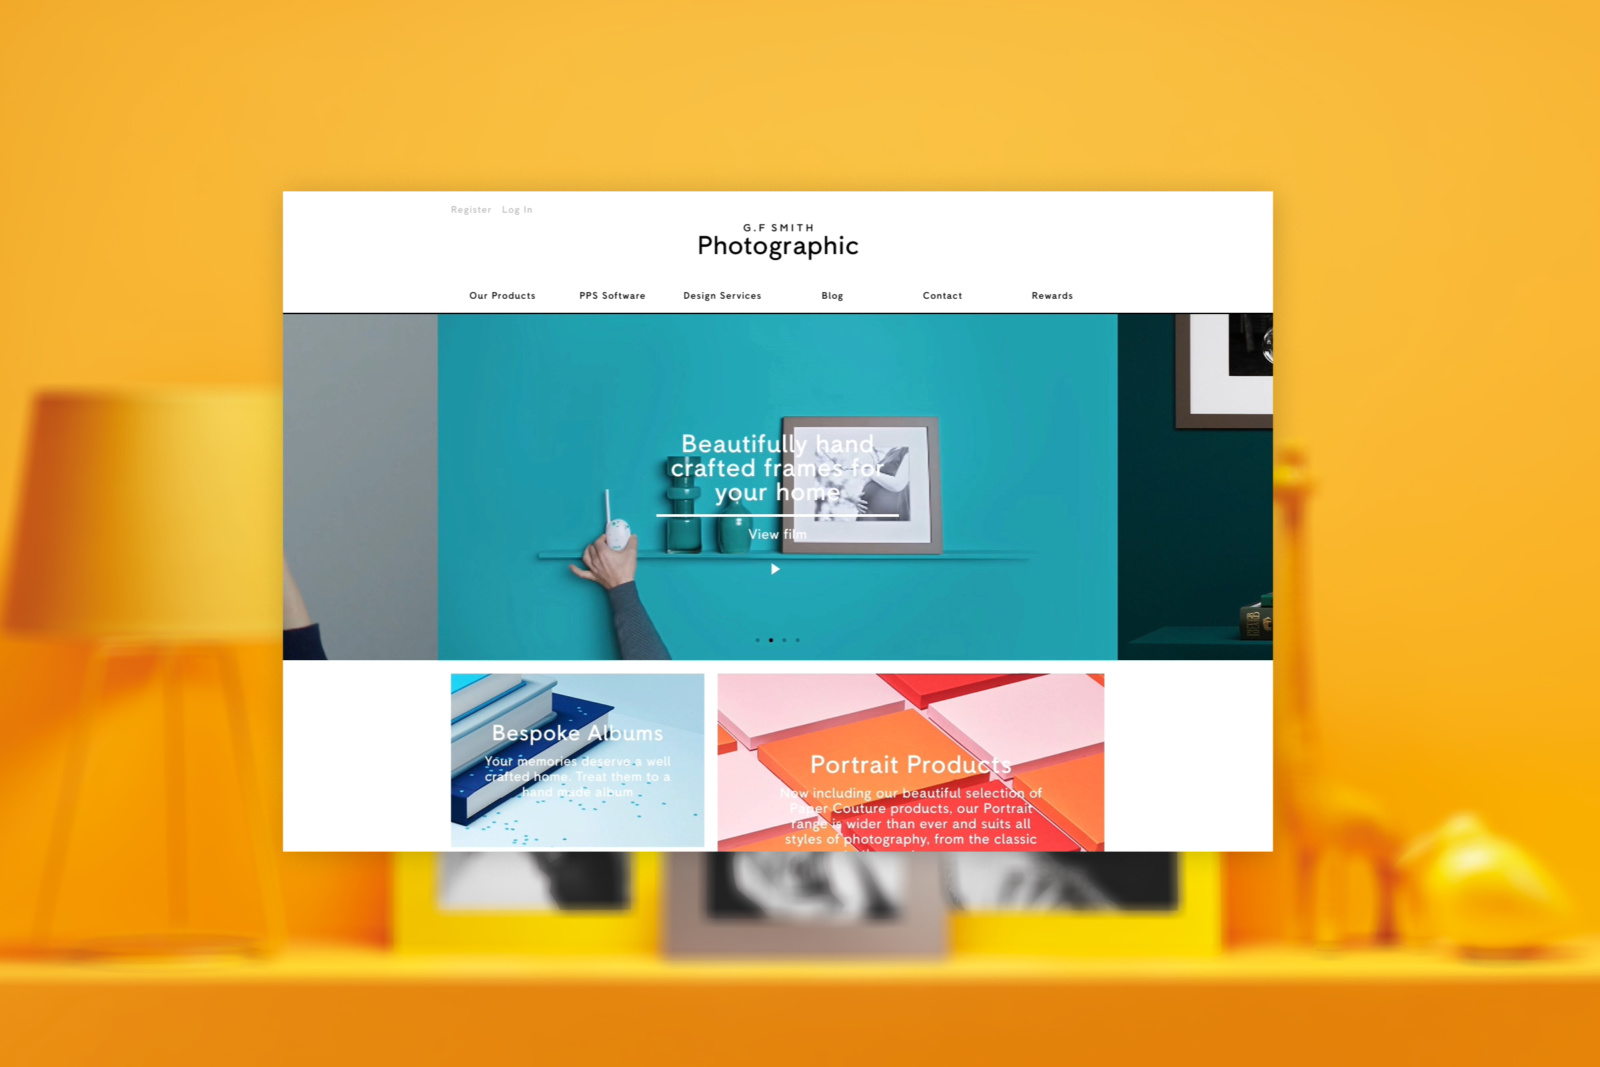 Register Log In
G.F SMITH
Photographic
Our Products PPS Software Design Services Blog Contact Rewards
Beautifully hand
crafted frames for
your home
View film
Bespoke Albums
Your memories deserve a well
crafted home. Treat them to a
hand made album
Portrait Products
Now including our beautiful selection of
Paper Couture products, our Portrait
range is wider than ever and suits all
styles of photography, from the classic